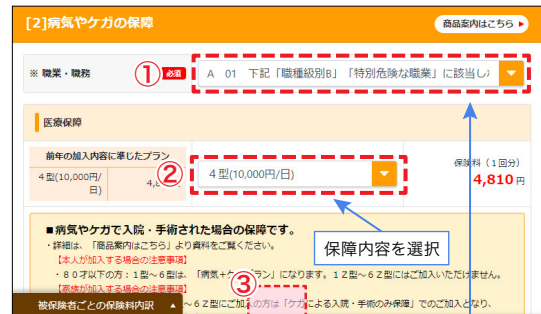 [2]病気やケガの保障
商品案内はこちら
※ 職業・職務
①
必須
A 01 下記「職種級別B」「特別危険な職業」に該当し
医療保障
前年の加入内容に準じたプラン
4型(10,000円/日)
4,8
②
4型(10,000円/日)
保険料（1回分）
4,810円
■病気やケガで入院・手術された場合の保障です。
・詳細は、「商品案内はこちら」より資料をご覧ください。
保障内容を選択
【本人が加入する場合の注意事項】
・80才以下の方：1型～6型は、「病気+ケガプラン」になります。1Z型～6Z型にはご加入いただけません。
③
【家族が加入する場合の注意事項】
被保険者ごとの保険料内訳
～6Z型にご加入の方は「ケガによる入院・手術のみ保障」でのご加入となり、